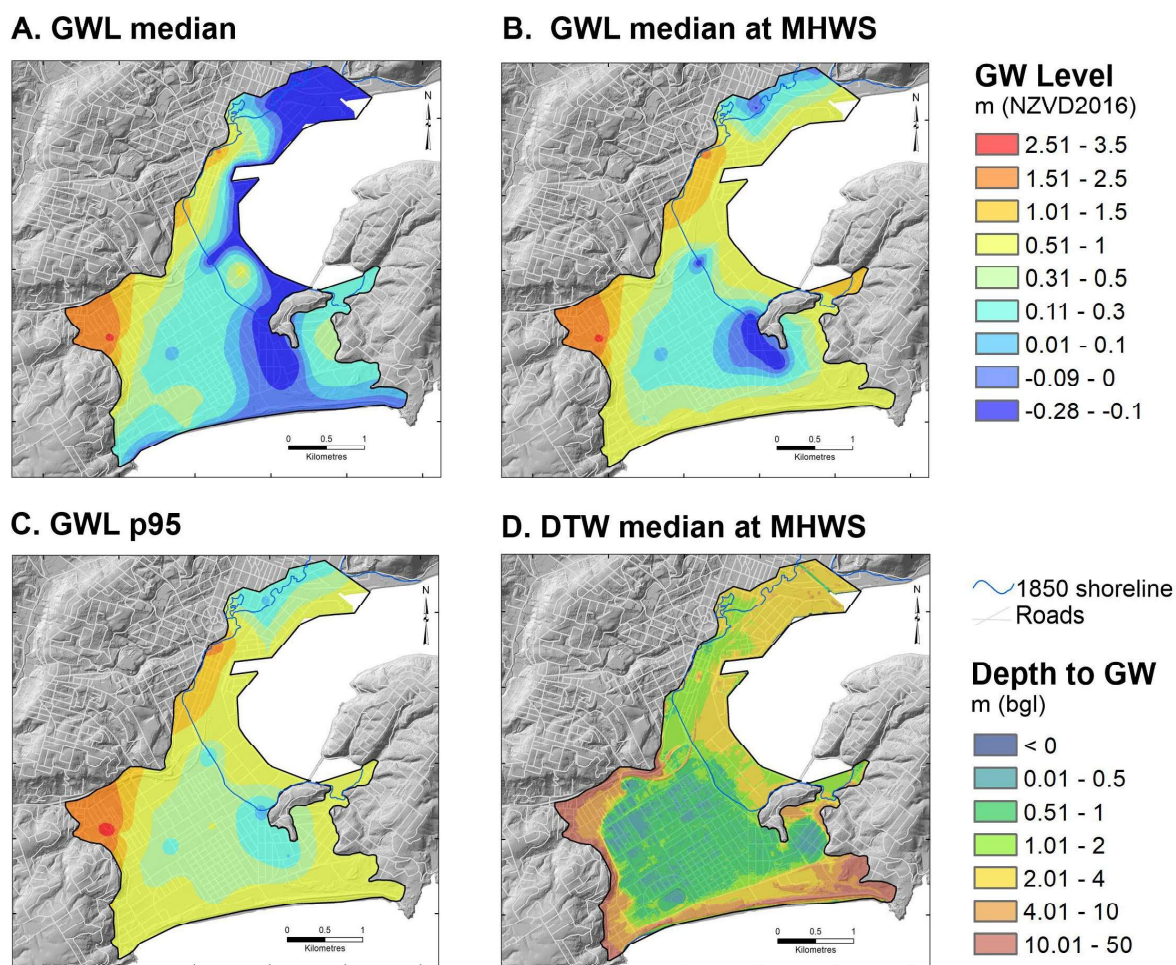 A. GWL median
B. GWL median at MHWS
N
0 0.5 1
Kilometres
N
0 0.5 1
Kilometres
GW Level
m (NZVD2016)
2.51 - 3.5
1.51 - 2.5
1.01 - 1.5
0.51 - 1
0.31 - 0.5
0.11 - 0.3
0.01 - 0.1
-0.09 - 0
-0.28 - -0.1
C. GWL p95
D. DTW median at MHWS
N
0 0.5 1
Kilometres
N
0 0.5 1
Kilometres
1850 shoreline
Roads
Depth to GW
m (bgl)
< 0
0.01 - 0.5
0.51 - 1
1.01 - 2
2.01 - 4
4.01 - 10
10.01 - 50